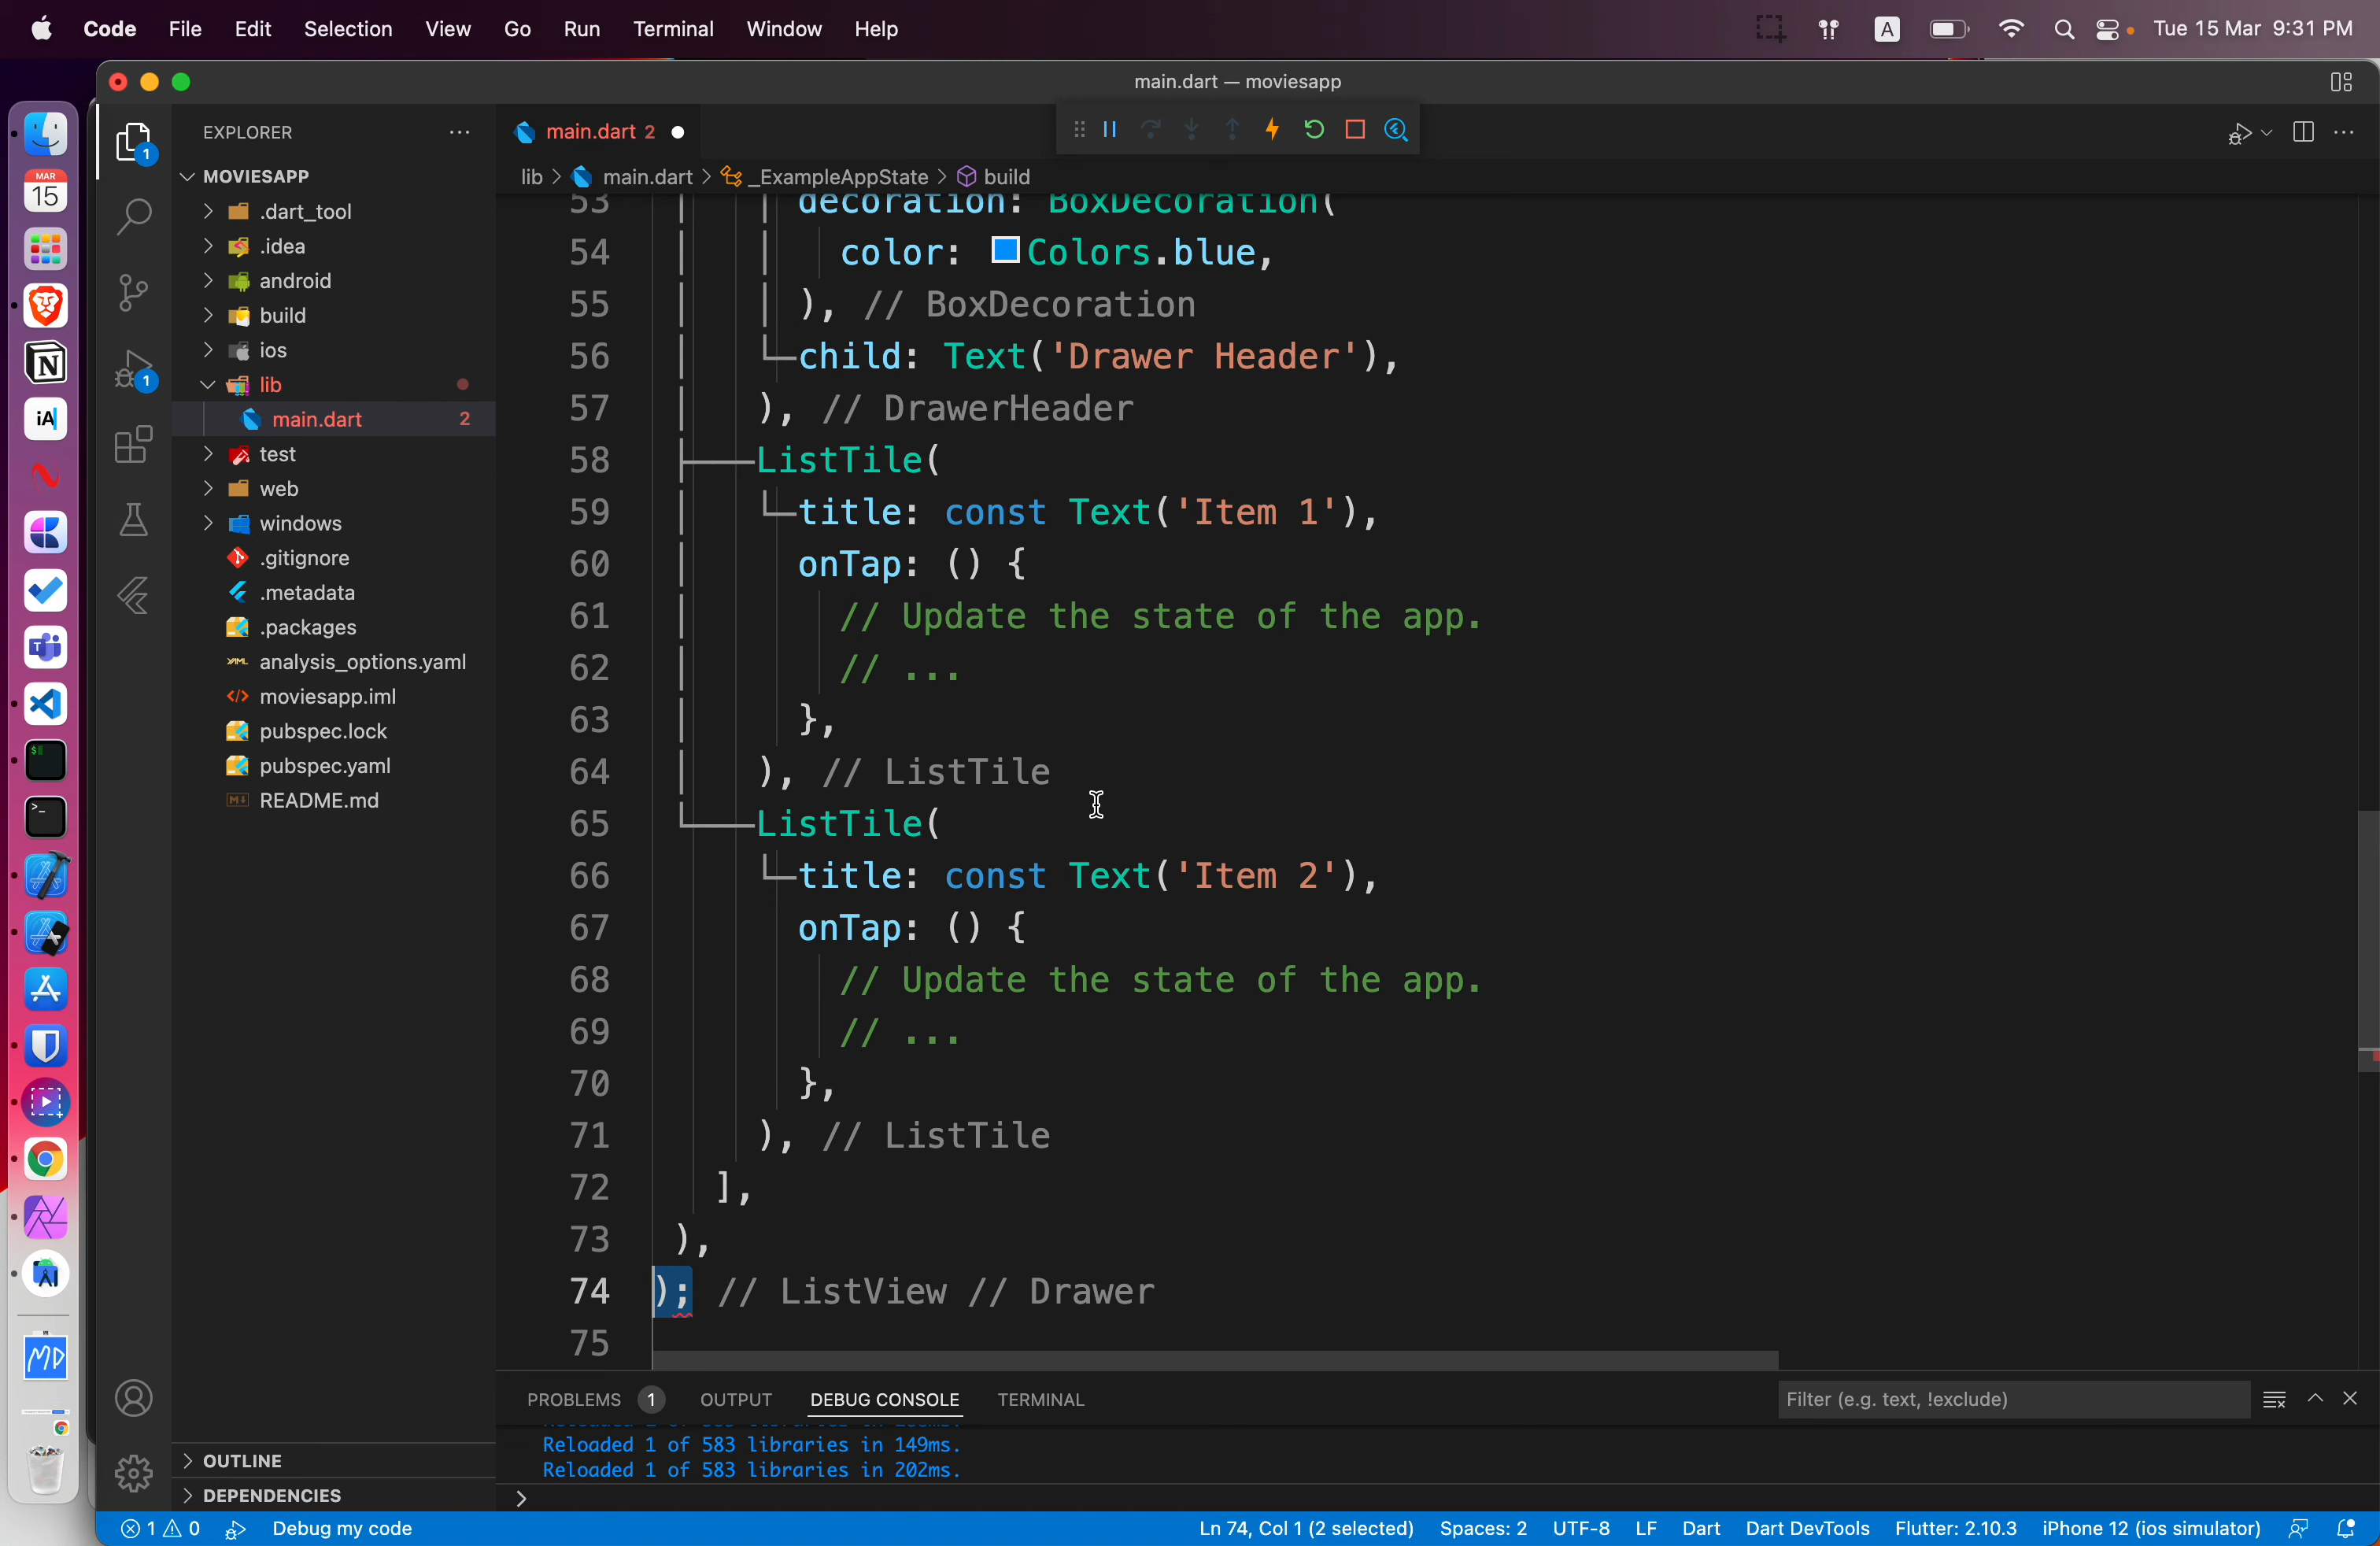 Code File Edit Selection View Go Run Terminal Window Help
A
Tue 15 Mar 9:31 PM
main.dart — moviesapp
MAR
15
iA
EXPLORER
1
MOVIESAPP
.dart_tool
.idea
android
build
ios
lib
main.dart 2
test
web
windows
.gitignore
.metadata
.packages
analysis_options.yaml
moviesapp.iml
pubspec.lock
pubspec.yaml
README.md
1
OUTLINE
DEPENDENCIES
main.dart 2
lib > main.dart > _ExampleAppState > build
53 decoration: BoxDecoration(
54 color: Colors.blue,
55 ), // BoxDecoration
56 child: Text('Drawer Header'),
57 ), // DrawerHeader
58 ListTile(
59 title: const Text('Item 1'),
60 onTap: () {
61 // Update the state of the app.
62 // ...
63 },
64 ), // ListTile
65 ListTile(
66 title: const Text('Item 2'),
67 onTap: () {
68 // Update the state of the app.
69 // ...
70 },
71 ), // ListTile
72 ],
73 ),
74 ); // ListView // Drawer
75
PROBLEMS 1 OUTPUT DEBUG CONSOLE TERMINAL
Filter (e.g. text, !exclude)
Reloaded 1 of 583 libraries in 149ms.
Reloaded 1 of 583 libraries in 202ms.
>
1 0 Debug my code
Ln 74, Col 1 (2 selected) Spaces: 2 UTF-8 LF Dart Dart DevTools Flutter: 2.10.3 iPhone 12 (ios simulator)